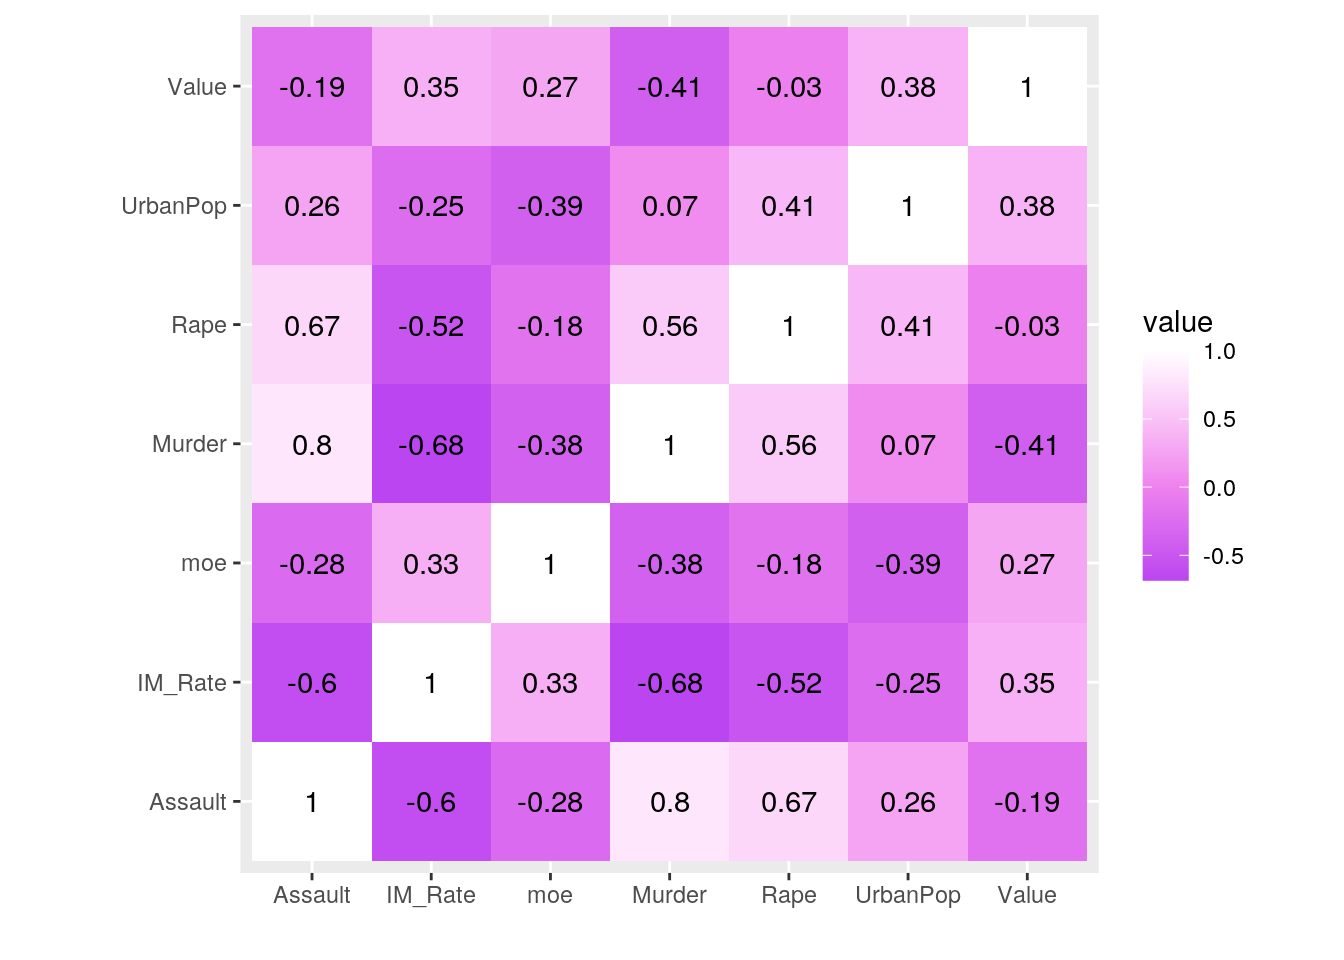 Value -0.19 0.35 0.27 -0.41 -0.03 0.38 1
UrbanPop 0.26 -0.25 -0.39 0.07 0.41 1 0.38
Rape 0.67 -0.52 -0.18 0.56 1 0.41 -0.03
Murder 0.8 -0.68 -0.38 1 0.56 0.07 -0.41
moe -0.28 0.33 1 -0.38 -0.18 -0.39 0.27
IM_Rate -0.6 1 0.33 -0.68 -0.52 -0.25 0.35
Assault 1 -0.6 -0.28 0.8 0.67 0.26 -0.19
Assault IM_Rate moe Murder Rape UrbanPop Value
value
1.0
0.5
0.0
-0.5